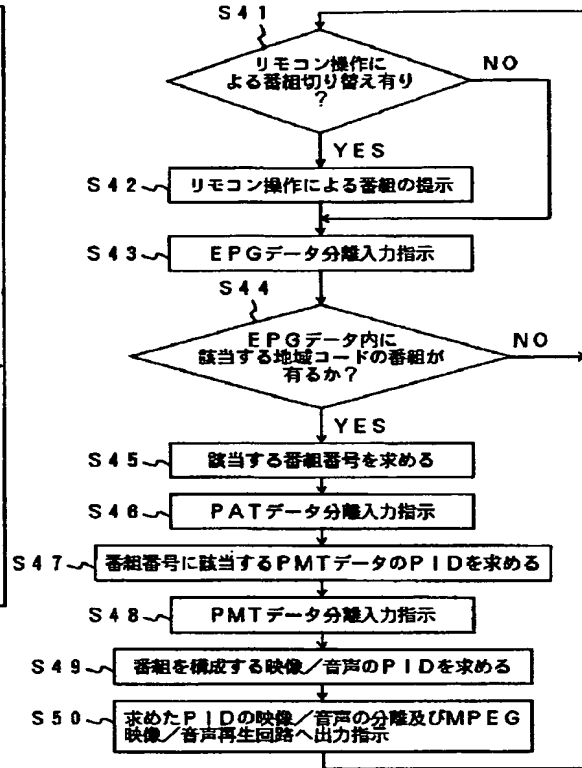 S41
リモコン操作に
よる番組切り替え有り
?
NO
YES
S42
リモコン操作による番組の提示
S43
EPGデータ分離入力指示
S44
EPGデータ内に
該当する地域コードの番組が
有るか?
NO
YES
S45
該当する番組番号を求める
S46
PATデータ分離入力指示
S47
番組番号に該当するPMTデータのPIDを求める
S48
PMTデータ分離入力指示
S49
番組を構成する映像/音声のPIDを求める
S50
求めたPIDの映像/音声の分離及びMPEG
映像/音声再生回路へ出力指示